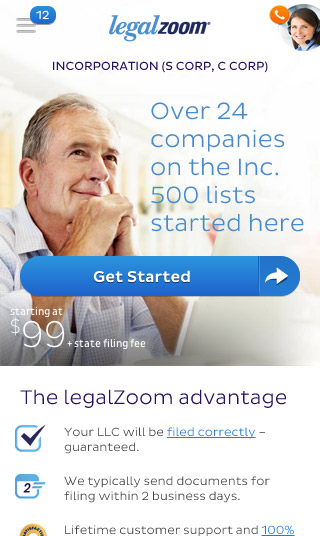 12
legalzoom
INCORPORATION (S CORP, C CORP)
Over 24
companies
on the Inc.
500 lists
started here
Get Started
starting at
$99 + state filing fee
The legalZoom advantage
Your LLC will be filed correctly –
guaranteed.
2
We typically send documents for
filing within 2 business days.
Lifetime customer support and 100%